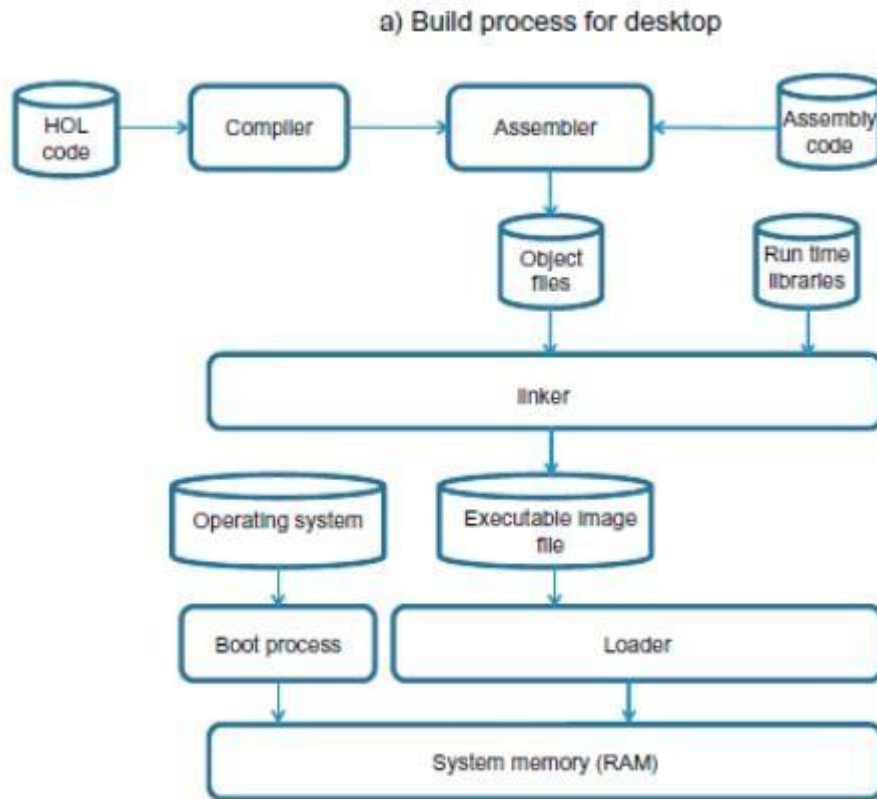 a) Build process for desktop
HOL
code
Compiler
Assembler
Assembly
code
Object
files
Run time
libraries
linker
Operating system
Executable image
file
Boot process
Loader
System memory (RAM)